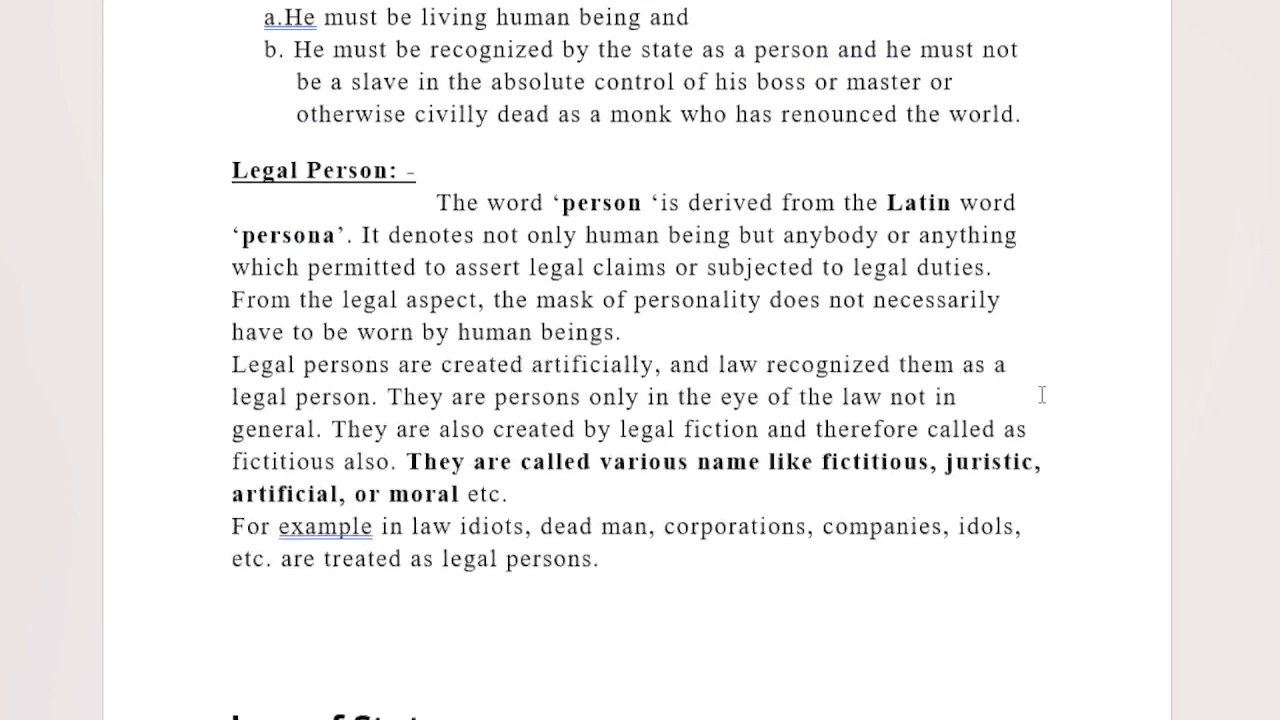 a.He must be living human being and
b. He must be recognized by the state as a person and he must not
be a slave in the absolute control of his boss or master or
otherwise civilly dead as a monk who has renounced the world.
Legal Person: -
The word ‘person ‘is derived from the Latin word
‘persona’. It denotes not only human being but anybody or anything
which permitted to assert legal claims or subjected to legal duties.
From the legal aspect, the mask of personality does not necessarily
have to be worn by human beings.
Legal persons are created artificially, and law recognized them as a
legal person. They are persons only in the eye of the law not in
general. They are also created by legal fiction and therefore called as
fictitious also. They are called various name like fictitious, juristic,
artificial, or moral etc.
For example in law idiots, dead man, corporations, companies, idols,
etc. are treated as legal persons.